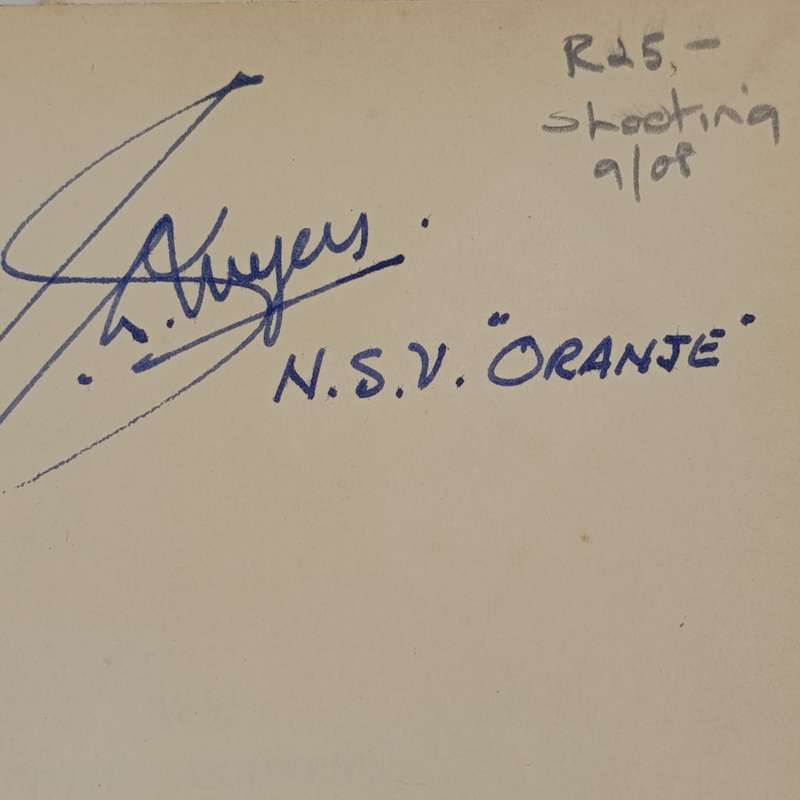 R25,-
Shooting
9/08
N.S.V. "ORANJE"